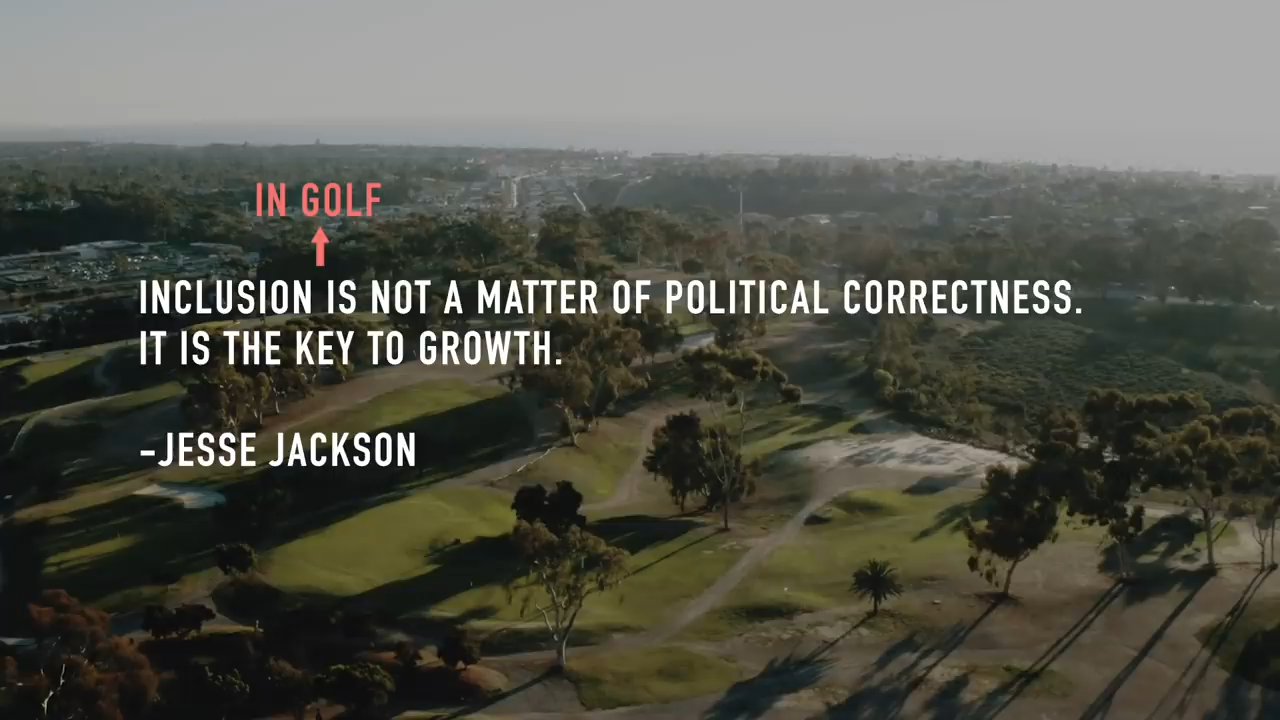 IN GOLF
INCLUSION IS NOT A MATTER OF POLITICAL CORRECTNESS.
IT IS THE KEY TO GROWTH.
-JESSE JACKSON